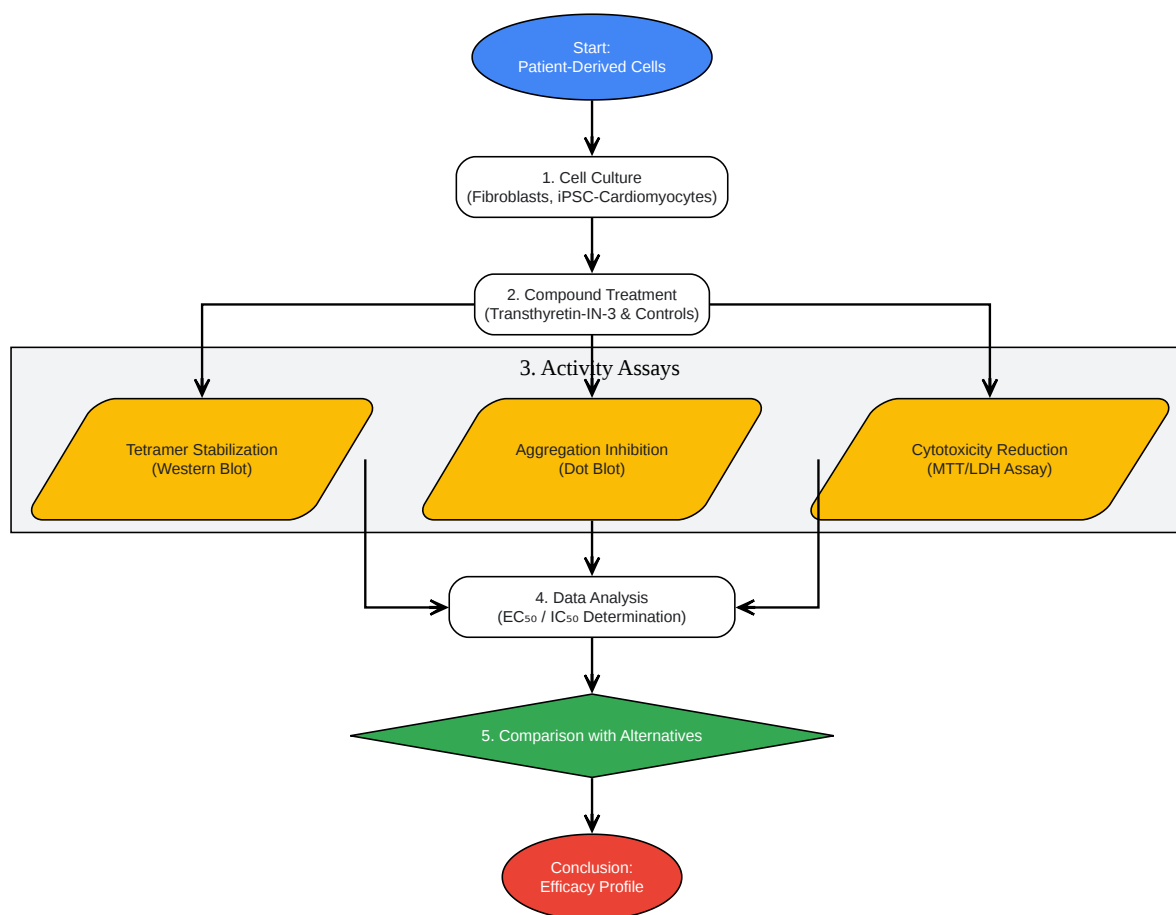 Start:
Patient-Derived Cells
1. Cell Culture
(Fibroblasts, iPSC-Cardiomyocytes)
2. Compound Treatment
(Transthyretin-IN-3 & Controls)
3. Activity Assays
Tetramer Stabilization
(Western Blot)
Aggregation Inhibition
(Dot Blot)
Cytotoxicity Reduction
(MTT/LDH Assay)
4. Data Analysis
(EC₅₀ / IC₅₀ Determination)
5. Comparison with Alternatives
Conclusion:
Efficacy Profile